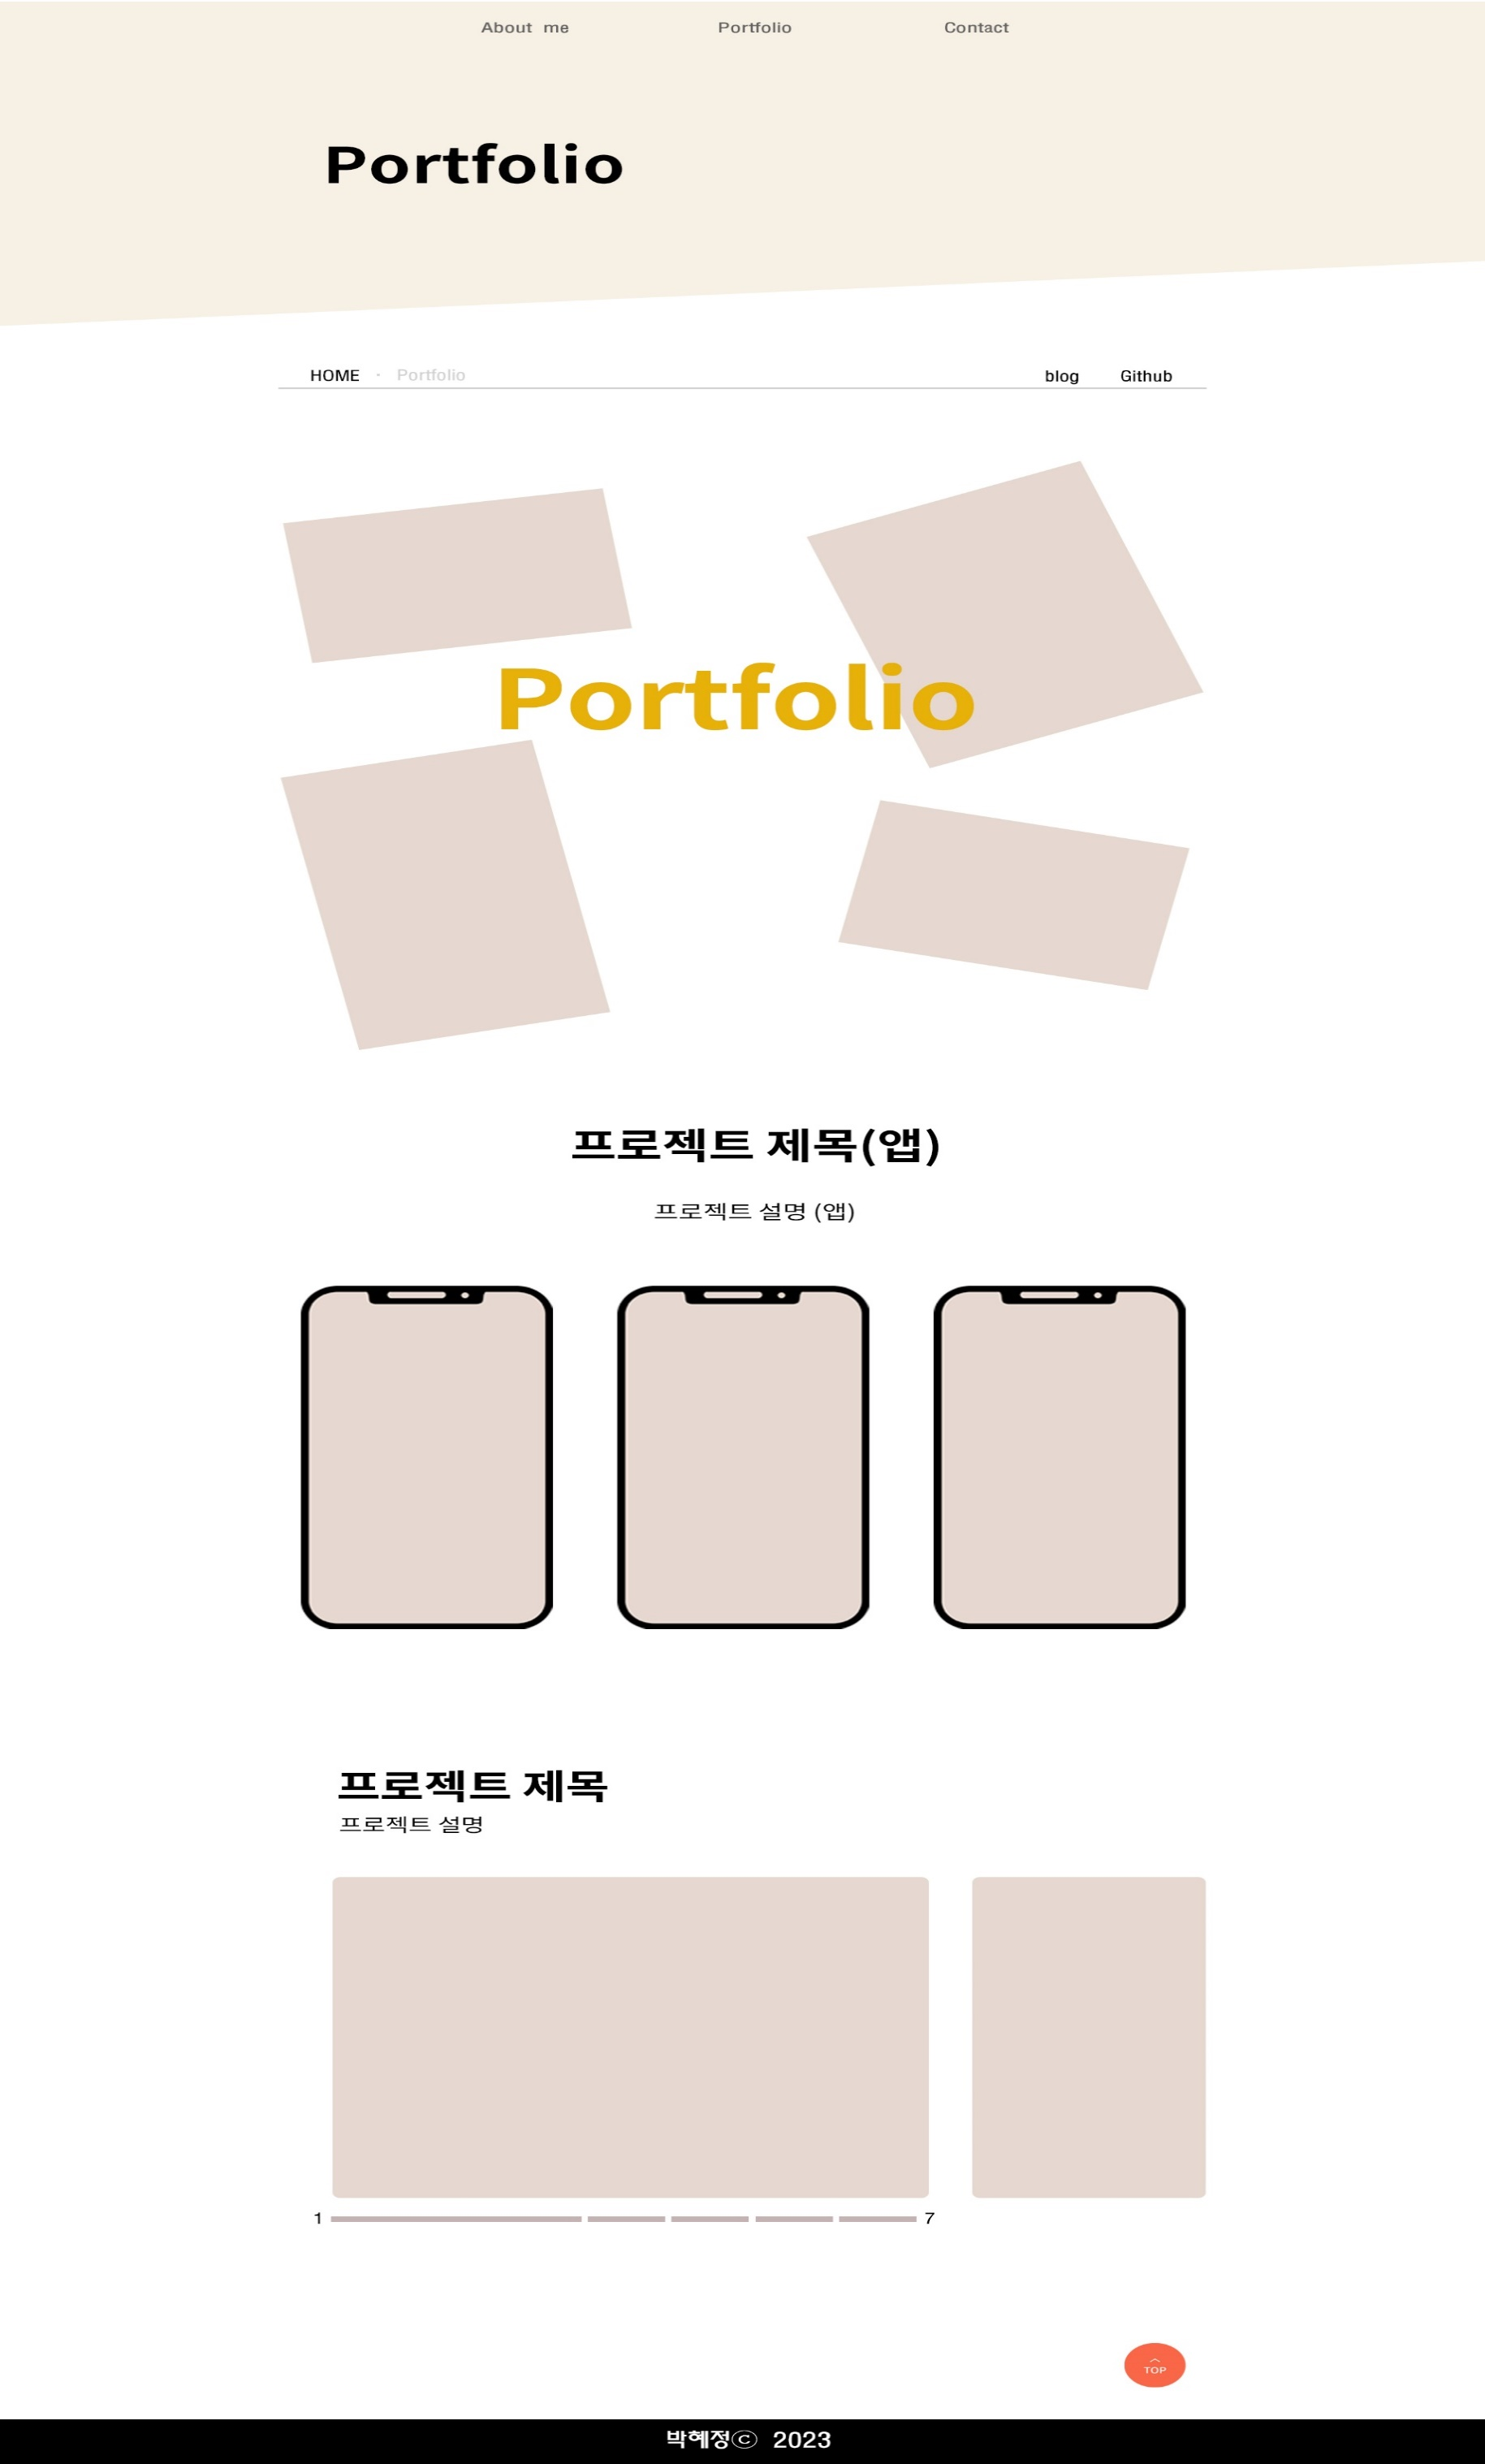 About me Portfolio Contact
Portfolio
HOME · Portfolio blog Github
Portfolio
프로젝트 제목(앱)
프로젝트 설명 (앱)
프로젝트 제목
프로젝트 설명
1 7
TOP
박혜정ⓒ 2023